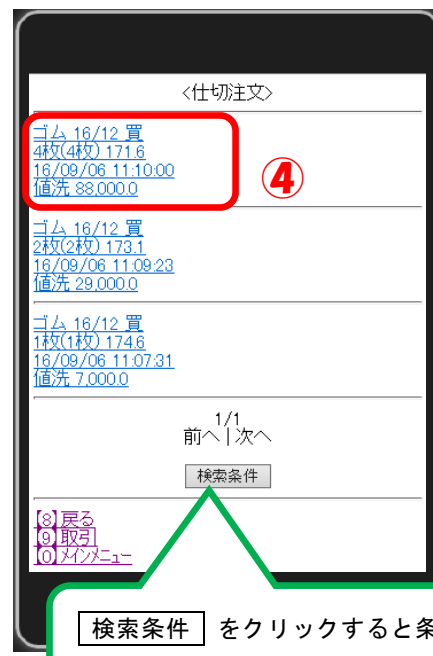 <仕切注文>
ゴム 16/12 買
4枚(4枚) 171.6
16/09/06 11:10:00
値洗 88,000.0
④
ゴム 16/12 買
2枚(2枚) 173.1
16/09/06 11:09:23
値洗 29,000.0
ゴム 16/12 買
1枚(1枚) 174.6
16/09/06 11:07:31
値洗 7,000.0
1/1
前へ | 次へ
検索条件
[8]戻る
[9]取引
[0]メインメニュー
検索条件 をクリックすると条